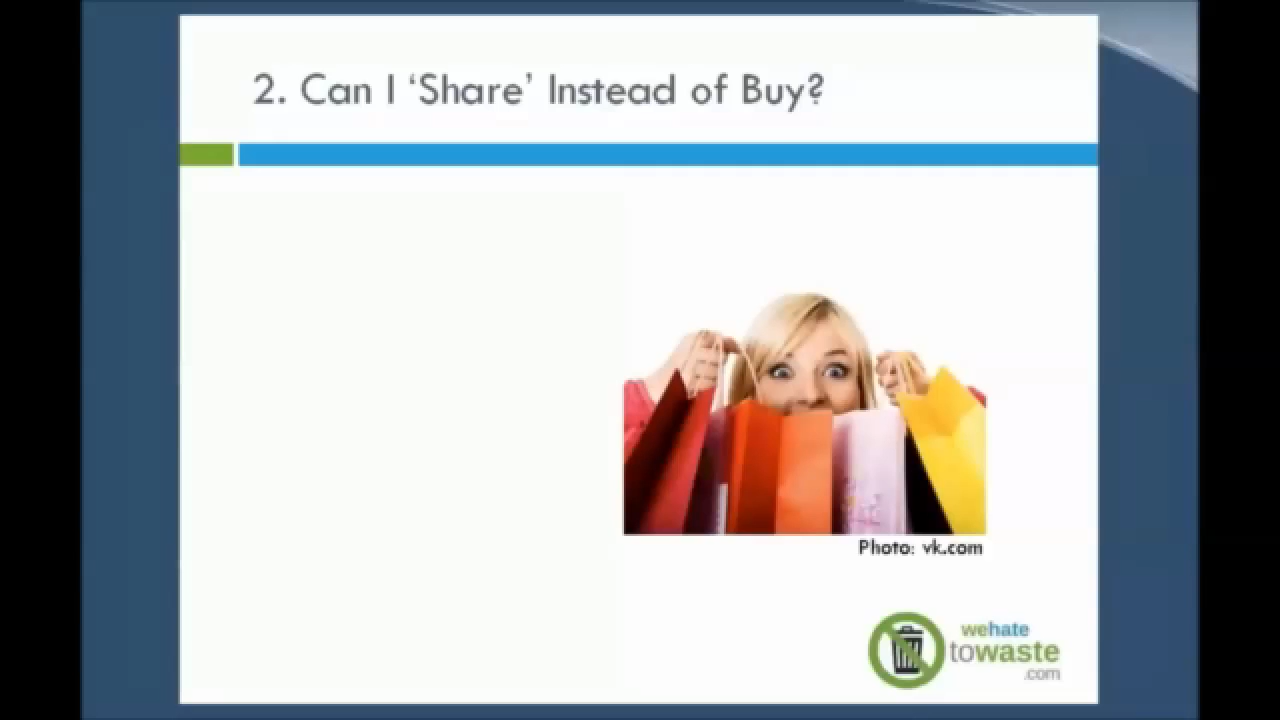 2. Can I ‘Share’ Instead of Buy?
Photo: vk.com
wehate
towaste
.com